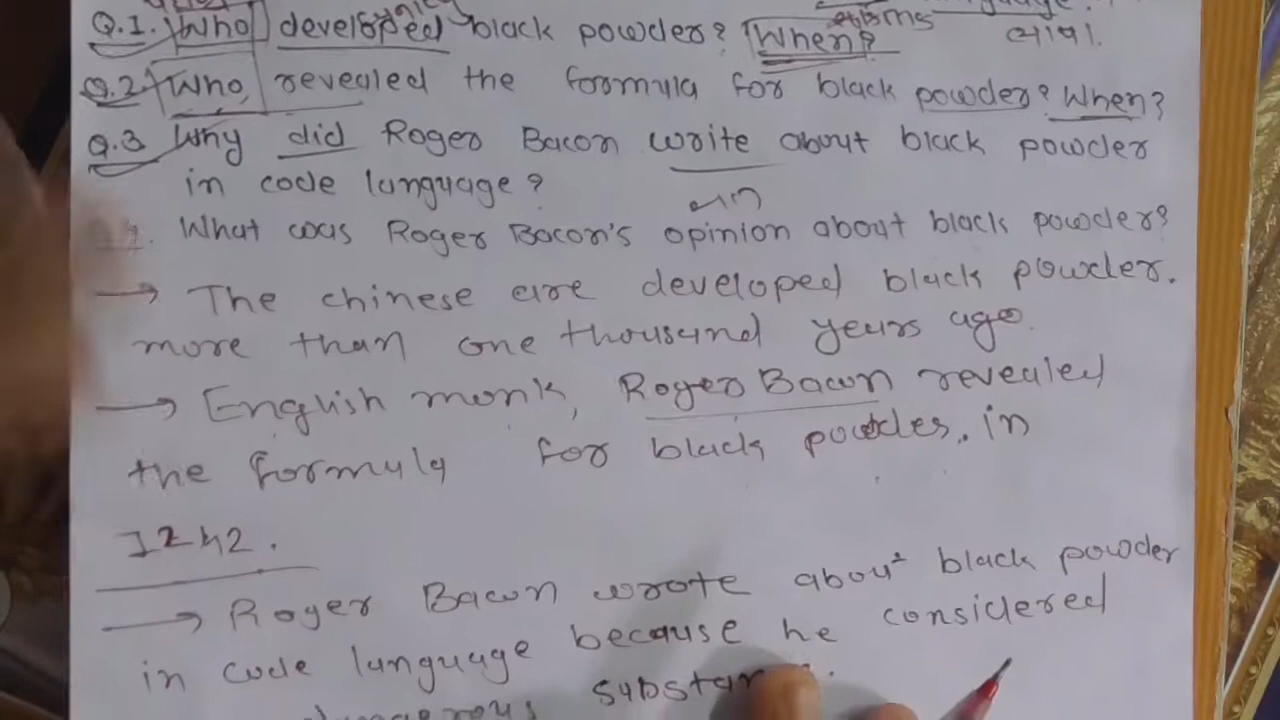 Q.1. Who developed black powder? When?
Q.2 Who, revealed the formula for black powder? When?
Q.3 Why did Roger Bacon write about black powder
in code language?
What was Roger Bacon's opinion about black powder?
→ The chinese are developed black powder.
more than one thousand years ago.
→ English monk, Roger Bacon revealed
the formula for black powder. in
1242.
→ Roger Bacon wrote about black powder
in code language because he considered